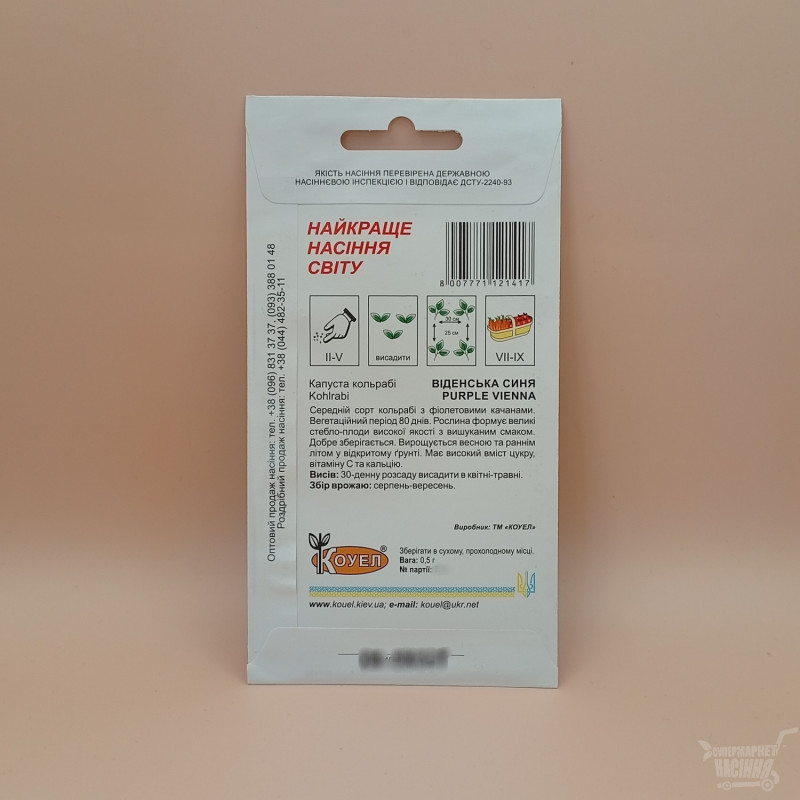 ЯКІСТЬ НАСІННЯ ПЕРЕВІРЕНА ДЕРЖАВНОЮ
НАСІННЄВОЮ ІНСПЕКЦІЄЮ І ВІДПОВІДАЄ ДСТУ-2240-93
НАЙКРАЩЕ
НАСІННЯ
СВІТУ
8 007771 121417
30 см
25 см
II-V
висадити
VII-IX
Капуста кольрабі
Kohlrabi
ВІДЕНСЬКА СИНЯ
PURPLE VIENNA
Середній сорт кольрабі з фіолетовими качанами.
Вегетаційний період 80 днів. Рослина формує великі
стебло-плоди високої якості з вишуканим смаком.
Добре зберігається. Вирощується весною та раннім
літом у відкритому ґрунті. Має високий вміст цукру,
вітаміну С та кальцію.
Висів: 30-денну розсаду висадити в квітні-травні.
Збір врожаю: серпень-вересень.
Виробник: ТМ «КОУЕЛ»
КОУЕЛ®
Зберігати в сухому, прохолодному місці.
Вага: 0,5 г
№ партії:
www.kouel.kiev.ua; e-mail: kouel@ukr.net
Оптовий продаж насіння: тел. +38 (096) 831 37 37, (093) 388 01 48
Роздрібний продаж насіння: тел. +38 (044) 482-35-11
СУПЕРМАРКЕТ
НАСІННЯ